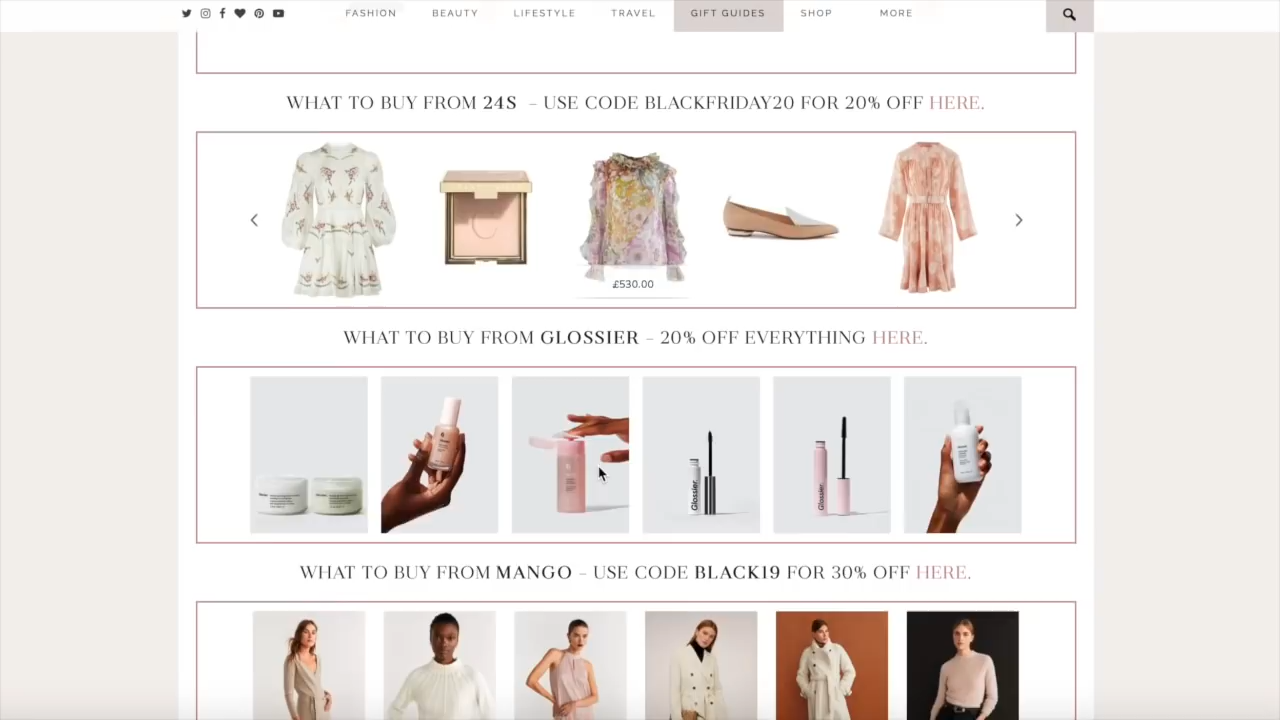 FASHION BEAUTY LIFESTYLE TRAVEL GIFT GUIDES SHOP MORE
WHAT TO BUY FROM 24S – USE CODE BLACKFRIDAY20 FOR 20% OFF HERE.
£530.00
WHAT TO BUY FROM GLOSSIER – 20% OFF EVERYTHING HERE.
Glossier.
Glossier.
WHAT TO BUY FROM MANGO – USE CODE BLACK19 FOR 30% OFF HERE.